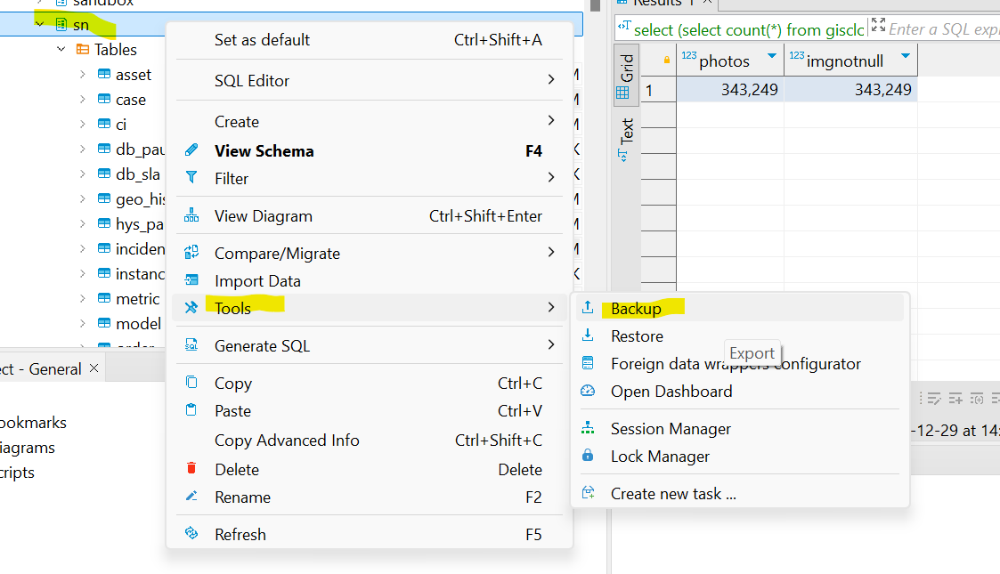 sandbox
sn
Tables
asset
case
ci
db_pau
db_sla
geo_his
hys_pa
inciden
instanc
metric
model
ect - General
ookmarks
iagrams
cripts
Set as default Ctrl+Shift+A
SQL Editor
Create
View Schema F4
Filter
View Diagram Ctrl+Shift+Enter
Compare/Migrate
Import Data
Tools
Generate SQL
Copy Ctrl+C
Paste Ctrl+V
Copy Advanced Info Ctrl+Shift+C
Delete Delete
Rename F2
Refresh F5
Backup
Restore
Export
Foreign data wrappers configurator
Open Dashboard
Session Manager
Lock Manager
Create new task ...
Results 1
select (select count(*) from gisclc Enter a SQL expr
Grid
Text
123 photos 123 imgnotnull
1 343,249 343,249
-12-29 at 14: